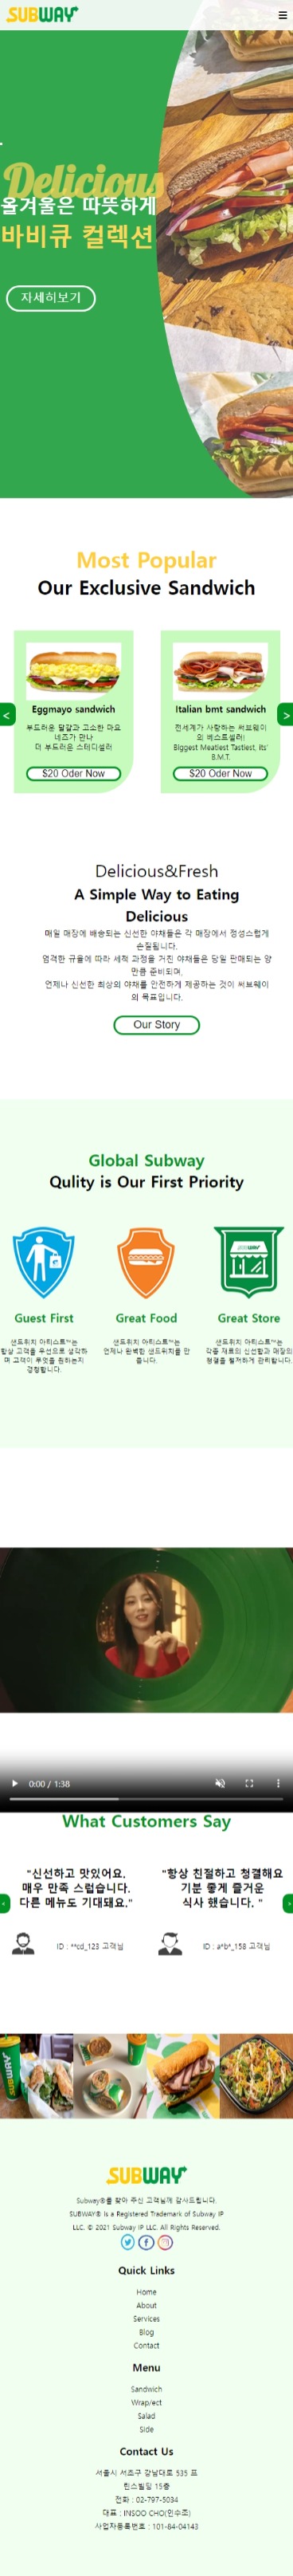 SUBWAY
Delicious
올겨울은 따뜻하게
바비큐 컬렉션
자세히보기
Most Popular
Our Exclusive Sandwich
<
Eggmayo sandwich
부드러운 달걀과 고소한 마요
네즈가 만나
더 부드러운 스테디셀러
$20 Oder Now
Italian bmt sandwich
전세계가 사랑하는 써브웨이
의 베스트셀러!
Biggest Meatiest Tastiest, its'
B.M.T.
$20 Oder Now
>
Delicious&Fresh
A Simple Way to Eating
Delicious
매일 매장에 배송되는 신선한 야채들은 각 매장에서 정성스럽게
손질됩니다.
엄격한 규율에 따라 세척 과정을 거친 야채들은 당일 판매되는 양
만큼 준비되며,
언제나 신선한 최상의 야채를 안전하게 제공하는 것이 써브웨이
의 목표입니다.
Our Story
Global Subway
Qulity is Our First Priority
Guest First
샌드위치 아티스트™는
항상 고객을 우선으로 생각하
며 고객이 무엇을 원하는지
경청합니다.
Great Food
샌드위치 아티스트™는
언제나 완벽한 샌드위치를 만
듭니다.
SUBWAY
Great Store
샌드위치 아티스트™는
각종 재료의 신선함과 매장의
청결을 철저하게 관리합니다.
0:00 / 1:38
What Customers Say
<
"신선하고 맛있어요.
매우 만족 스럽습니다.
다른 메뉴도 기대돼요."
ID : **cd_123 고객님
"항상 친절하고 청결해요
기분 좋게 즐거운
식사 했습니다. "
ID : a*b*_158 고객님
>
SUBWAY
SUBWAY
Subway®를 찾아 주신 고객님께 감사드립니다.
SUBWAY® is a Registered Trademark of Subway IP
LLC. © 2021 Subway IP LLC. All Rights Reserved.
Quick Links
Home
About
Services
Blog
Contact
Menu
Sandwich
Wrap/ect
Salad
Side
Contact Us
서울시 서초구 강남대로 535 프
린스빌딩 15층
전화 : 02-797-5034
대표 : INSOO CHO(인수조)
사업자등록번호 : 101-84-04143